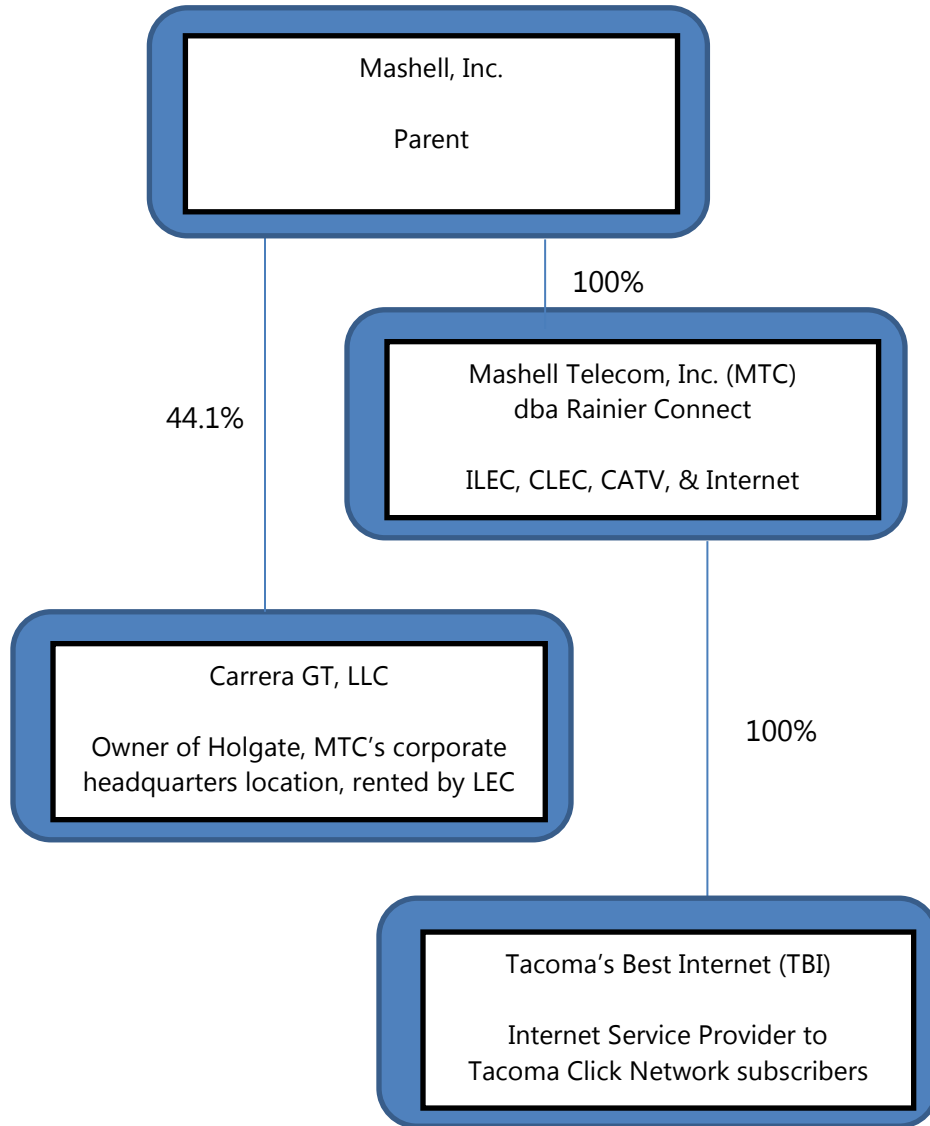 Mashell, Inc.
Parent
100%
Mashell Telecom, Inc. (MTC)
dba Rainier Connect
ILEC, CLEC, CATV, & Internet
44.1%
Carrera GT, LLC
Owner of Holgate, MTC’s corporate
headquarters location, rented by LEC
100%
Tacoma’s Best Internet (TBI)
Internet Service Provider to
Tacoma Click Network subscribers